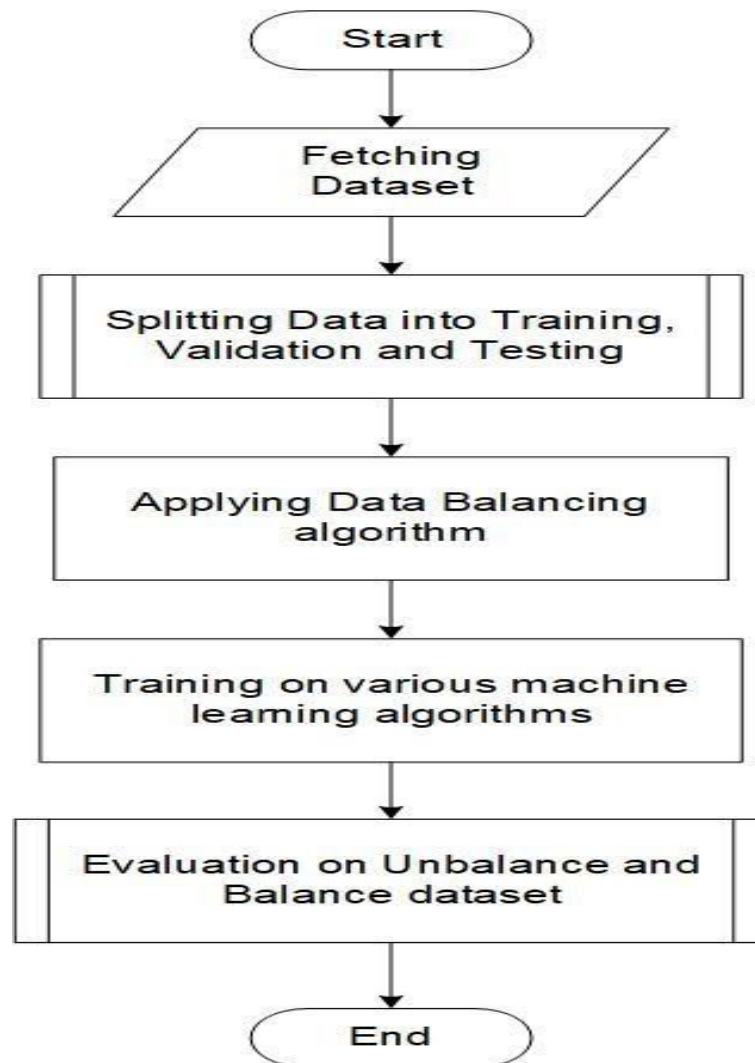 Start
Fetching
Dataset
Splitting Data into Training,
Validation and Testing
Applying Data Balancing
algorithm
Training on various machine
learning algorithms
Evaluation on Unbalance and
Balance dataset
End